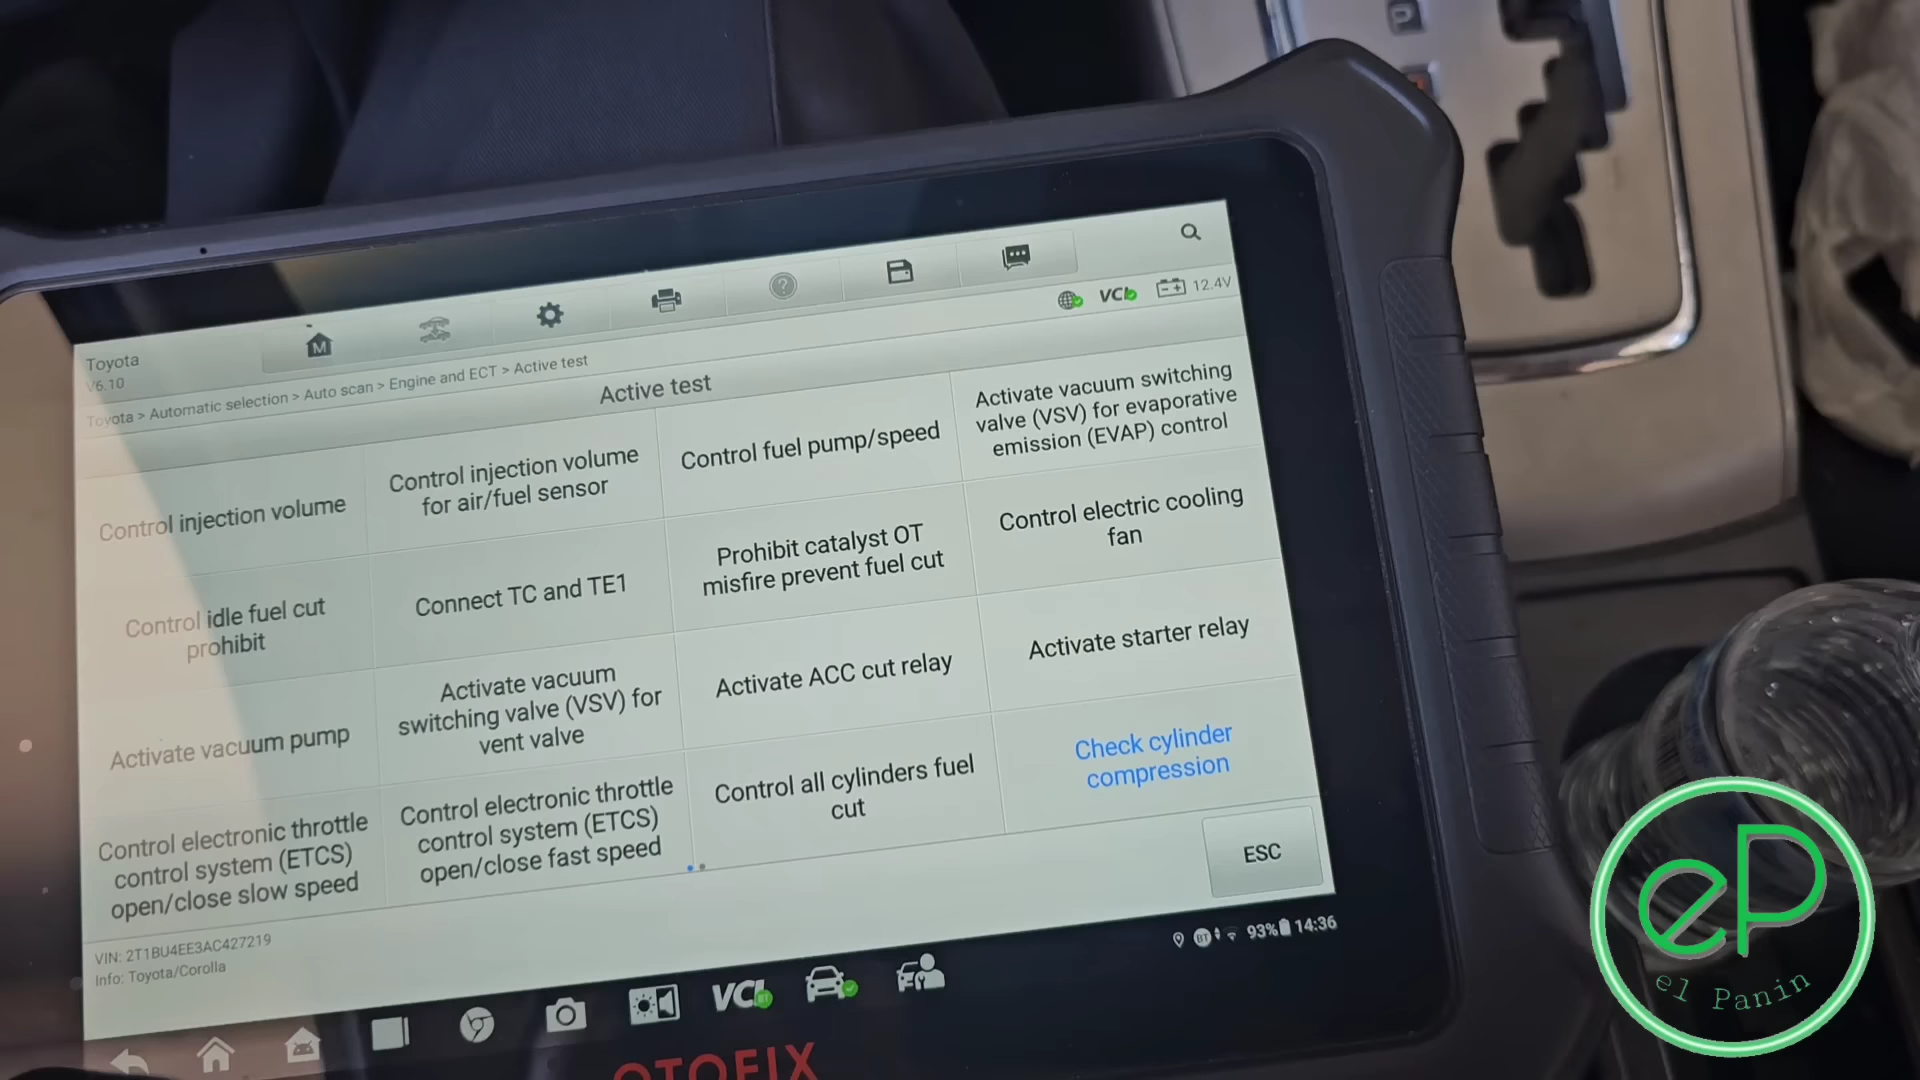 P
Toyota
V6.10
VCI
12.4V
Toyota > Automatic selection > Auto scan > Engine and ECT > Active test
Active test
Control injection volume
Control injection volume
for air/fuel sensor
Control fuel pump/speed
Activate vacuum switching
valve (VSV) for evaporative
emission (EVAP) control
Control idle fuel cut
prohibit
Connect TC and TE1
Prohibit catalyst OT
misfire prevent fuel cut
Control electric cooling
fan
Activate vacuum pump
Activate vacuum
switching valve (VSV) for
vent valve
Activate ACC cut relay
Activate starter relay
Control electronic throttle
control system (ETCS)
open/close slow speed
Control electronic throttle
control system (ETCS)
open/close fast speed
Control all cylinders fuel
cut
Check cylinder
compression
ESC
VIN: 2T1BU4EE3AC427219
Info: Toyota/Corolla
BT 93% 14:36
M
VCI BT
OTOFIX
eP
el Panin